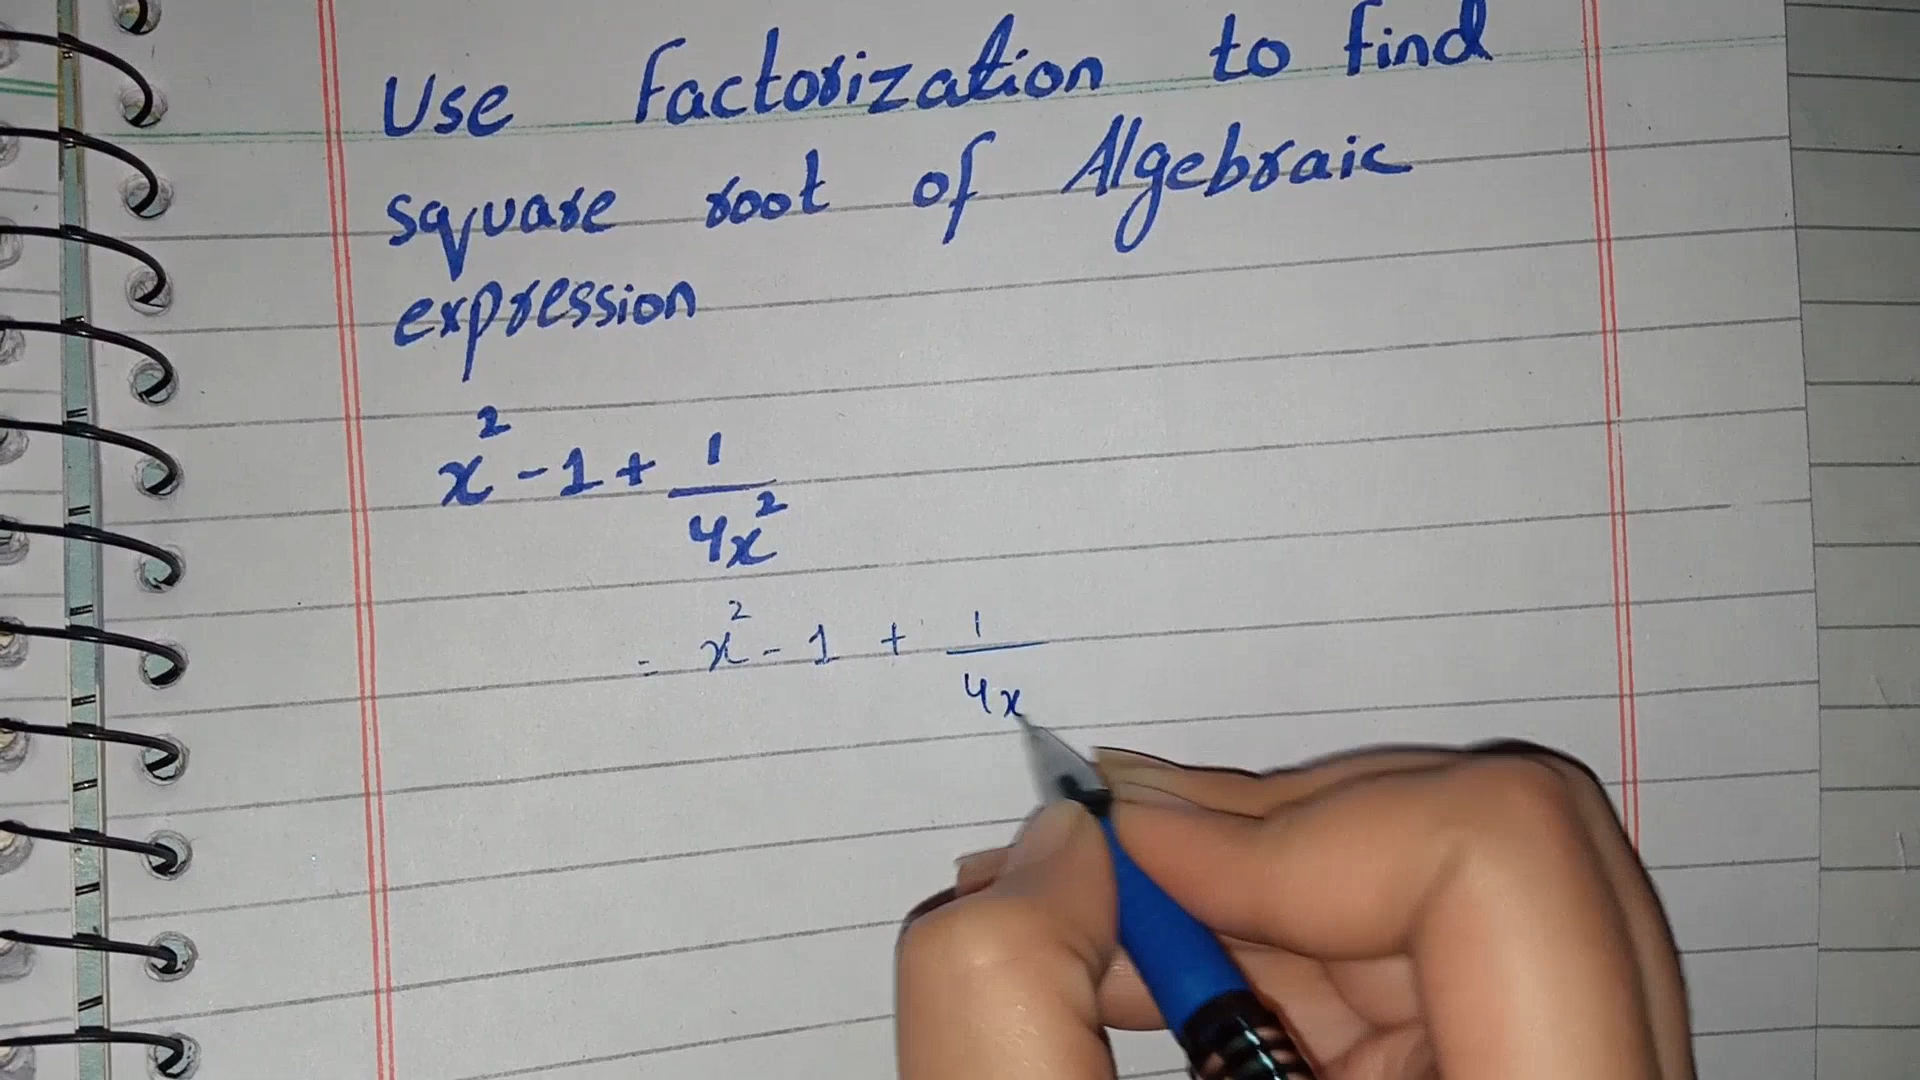 Use Factorization to find
square root of Algebraic
expression
x² - 1 + 1/4x²
= x² - 1 + 1/4x